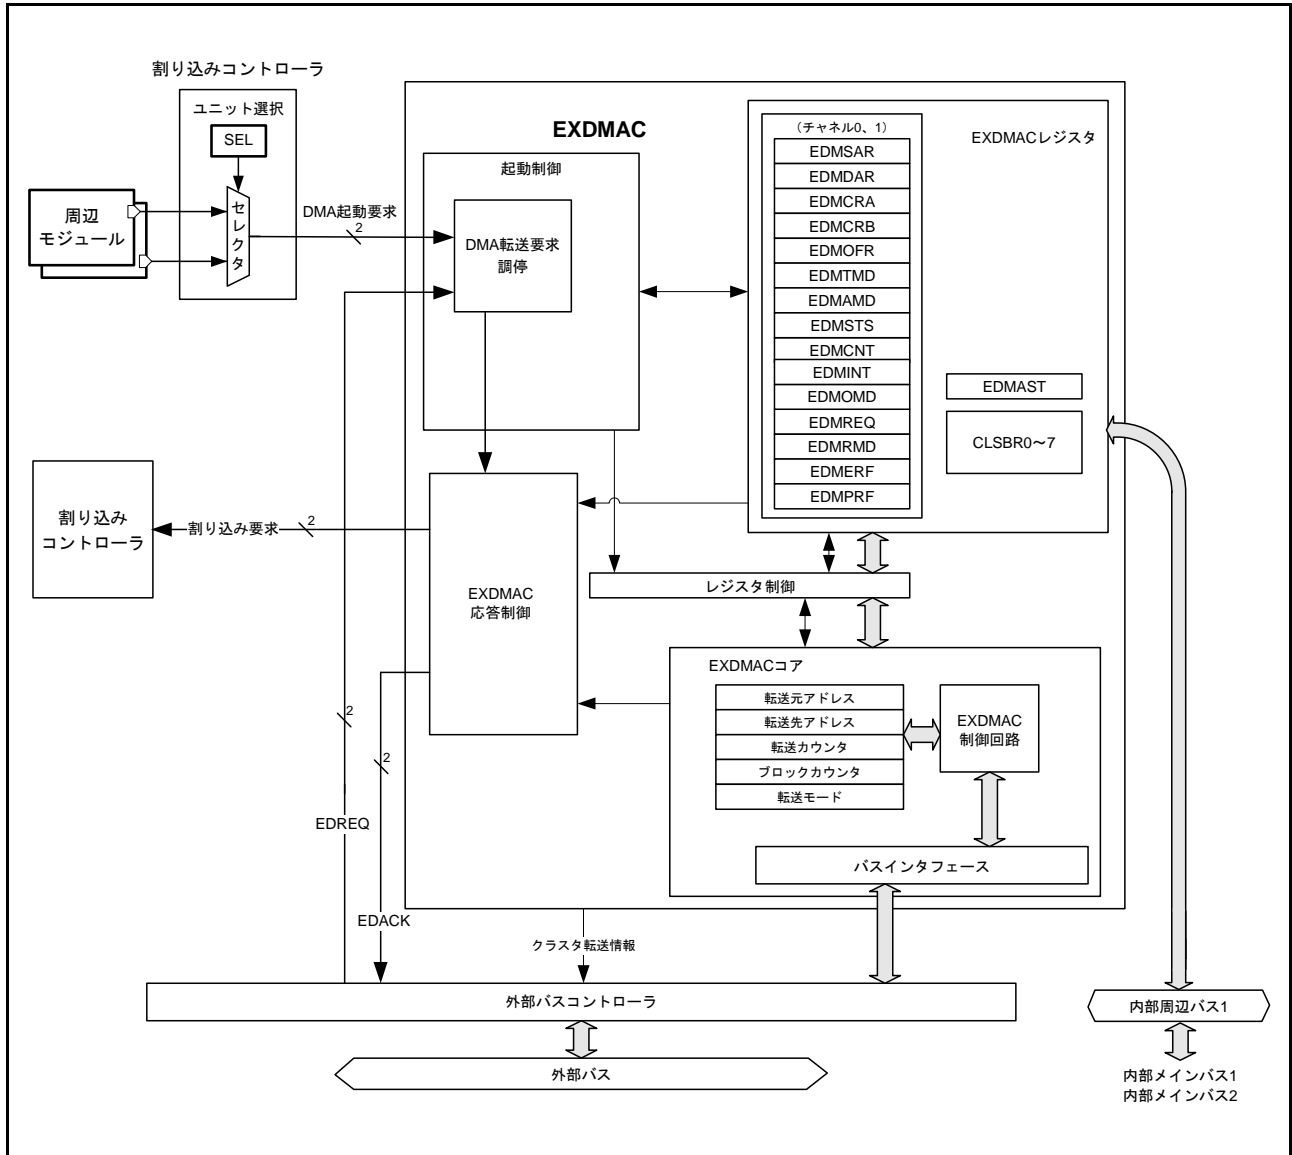 割り込みコントローラ
ユニット選択
SEL
セレクタ
周辺
モジュール
DMA起動要求
2
EXDMAC
起動制御
DMA転送要求
調停
EXDMACレジスタ
（チャネル0、1）
EDMSAR
EDMDAR
EDMCRA
EDMCRB
EDMOFR
EDMTMD
EDMAMD
EDMSTS
EDMCNT
EDMINT
EDMOMD
EDMREQ
EDMRMD
EDMERF
EDMPRF
EDMAST
CLSBR0～7
割り込み
コントローラ
割り込み要求
2
EXDMAC
応答制御
レジスタ制御
EXDMACコア
転送元アドレス
転送先アドレス
転送カウンタ
ブロックカウンタ
転送モード
EXDMAC
制御回路
バスインタフェース
2
2
EDREQ
EDACK
クラスタ転送情報
外部バスコントローラ
外部バス
内部周辺バス1
内部メインバス1
内部メインバス2